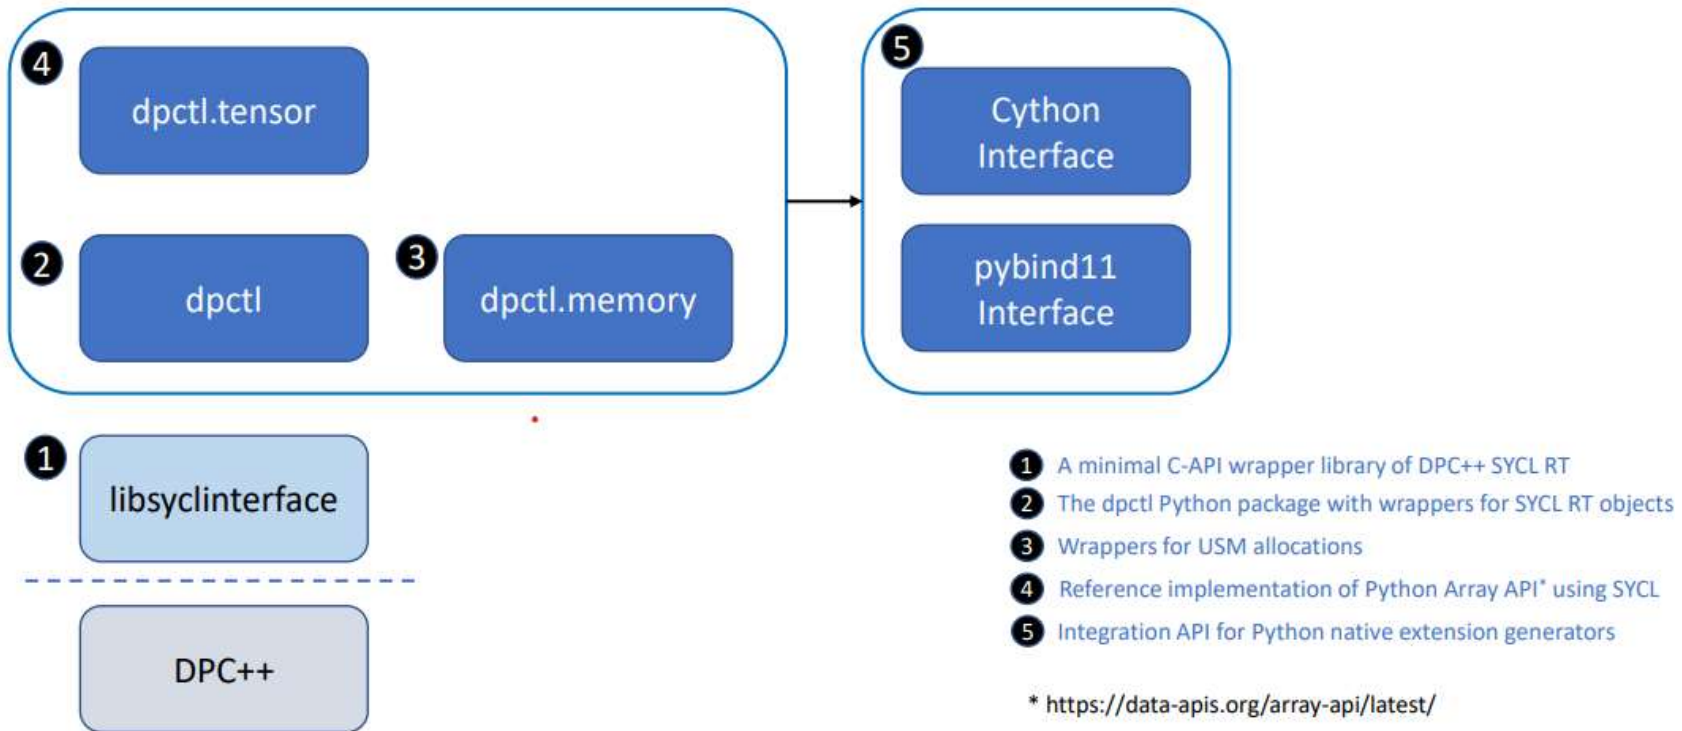 4
dpctl.tensor
2
dpctl
3
dpctl.memory
5
Cython
Interface
pybind11
Interface
1
libsyclinterface
DPC++
1 A minimal C-API wrapper library of DPC++ SYCL RT
2 The dpctl Python package with wrappers for SYCL RT objects
3 Wrappers for USM allocations
4 Reference implementation of Python Array API* using SYCL
5 Integration API for Python native extension generators
* https://data-apis.org/array-api/latest/